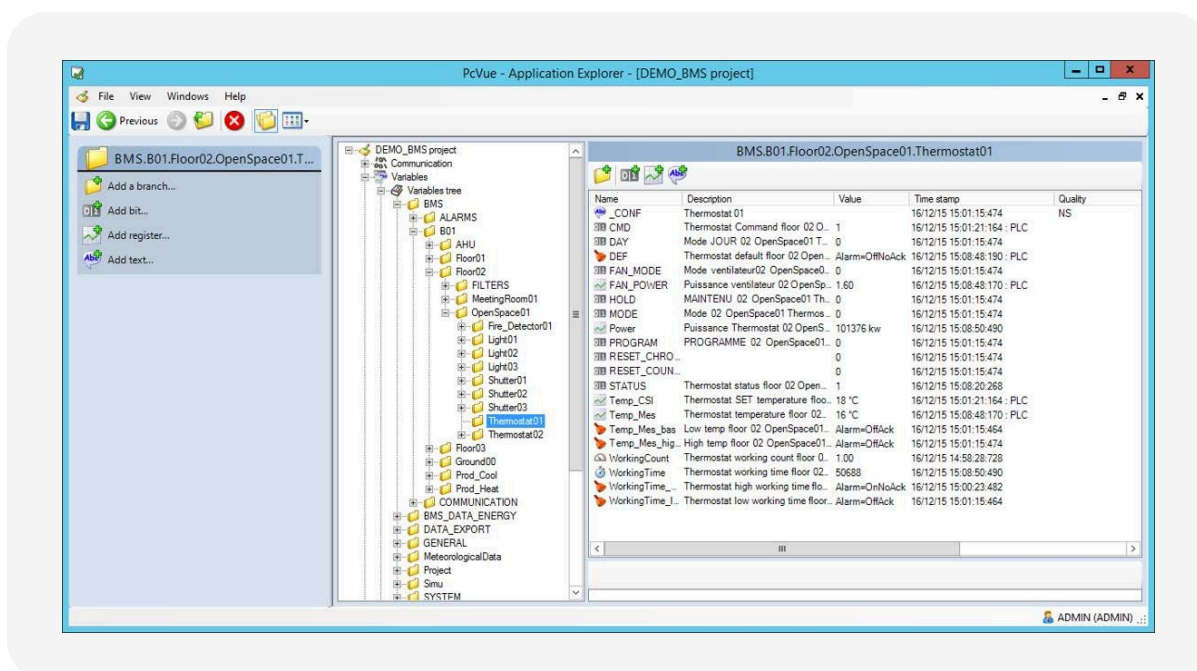 PcVue - Application Explorer - [DEMO_BMS project]
File View Windows Help
Previous
BMS.B01.Floor02.OpenSpace01.T...
Add a branch...
Add bit...
Add register...
Add text...
DEMO_BMS project
Communication
Variables
Variables tree
BMS
ALARMS
B01
AHU
Floor01
Floor02
FILTERS
MeetingRoom01
OpenSpace01
Fire_Detector01
Light01
Light02
Light03
Shutter01
Shutter02
Shutter03
Thermostat01
Thermostat02
Floor03
Ground00
Prod_Cool
Prod_Heat
COMMUNICATION
BMS_DATA_ENERGY
DATA_EXPORT
GENERAL
MeteorologicalData
Project
Simu
SYSTEM
BMS.B01.Floor02.OpenSpace01.Thermostat01
Name Description Value Time stamp Quality
_CONF Thermostat 01 16/12/15 15:01:15:474 NS
CMD Thermostat Command floor 02 O... 1 16/12/15 15:01:21:164 : PLC
DAY Mode JOUR 02 OpenSpace01 T... 0 16/12/15 15:01:15:474
DEF Thermostat default floor 02 Open... Alarm=OffNoAck 16/12/15 15:08:48:190 : PLC
FAN_MODE Mode ventilateur02 OpenSpace0... 0 16/12/15 15:01:15:474
FAN_POWER Puissance ventilateur 02 OpenSp... 1.60 16/12/15 15:08:48:170 : PLC
HOLD MAINTENU 02 OpenSpace01 Th... 0 16/12/15 15:01:15:474
MODE Mode 02 OpenSpace01 Thermos... 0 16/12/15 15:01:15:474
Power Puissance Thermostat 02 OpenS... 101376 kw 16/12/15 15:08:50:490
PROGRAM PROGRAMME 02 OpenSpace01... 0 16/12/15 15:01:15:474
RESET_CHRO... 0 16/12/15 15:01:15:474
RESET_COUN... 0 16/12/15 15:01:15:474
STATUS Thermostat status floor 02 Open... 1 16/12/15 15:08:20:268
Temp_CSI Thermostat SET temperature floo... 18 °C 16/12/15 15:01:21:164 : PLC
Temp_Mes Thermostat temperature floor 02... 16 °C 16/12/15 15:08:48:170 : PLC
Temp_Mes_bas Low temp floor 02 OpenSpace01... Alarm=OffAck 16/12/15 15:01:15:464
Temp_Mes_hig... High temp floor 02 OpenSpace01... Alarm=OffAck 16/12/15 15:01:15:474
WorkingCount Thermostat working count floor 0... 1.00 16/12/15 14:58:28:728
WorkingTime Thermostat working time floor 02... 50688 16/12/15 15:08:50:490
WorkingTime_... Thermostat high working time flo... Alarm=OnNoAck 16/12/15 15:00:23:482
WorkingTime_l... Thermostat low working time floor... Alarm=OffAck 16/12/15 15:01:15:464
ADMIN (ADMIN)